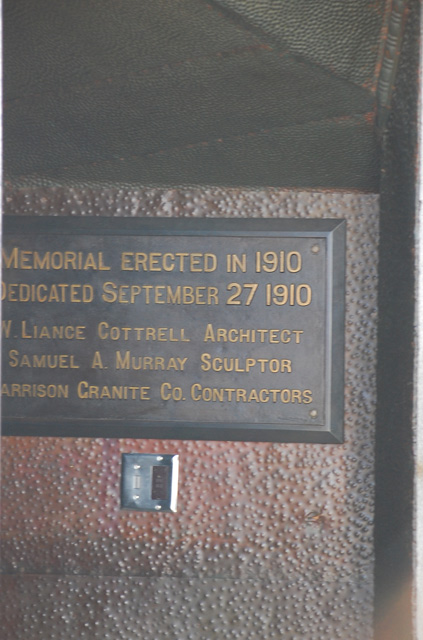 MEMORIAL ERECTED IN 1910
DEDICATED SEPTEMBER 27 1910
W. LIANCE COTTRELL ARCHITECT
SAMUEL A. MURRAY SCULPTOR
ARRISON GRANITE CO. CONTRACTORS